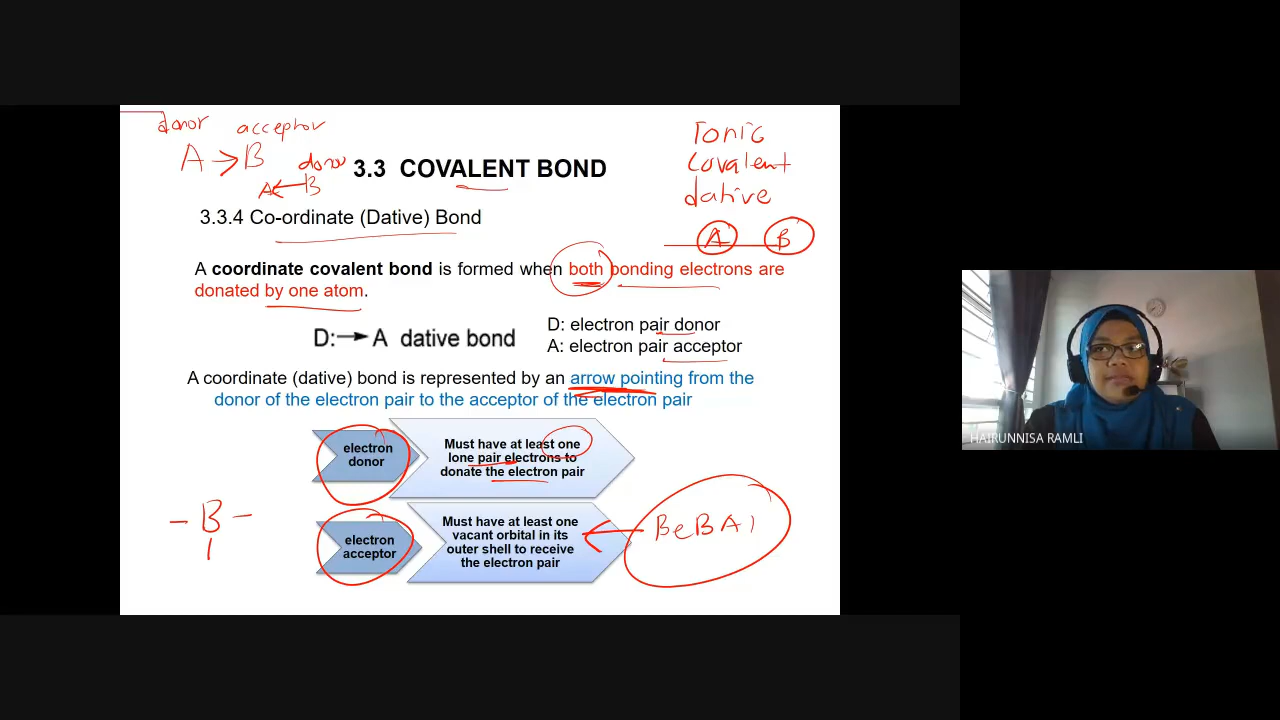 donor acceptor
A → B
donor
A ← B
Ionic
covalent
dative
A B
3.3 COVALENT BOND
3.3.4 Co-ordinate (Dative) Bond
A coordinate covalent bond is formed when both bonding electrons are
donated by one atom.
D:→ A dative bond
D: electron pair donor
A: electron pair acceptor
A coordinate (dative) bond is represented by an arrow pointing from the
donor of the electron pair to the acceptor of the electron pair
electron
donor
Must have at least one
lone pair electrons to
donate the electron pair
electron
acceptor
Must have at least one
vacant orbital in its
outer shell to receive
the electron pair
- B -
Be B Al
HAIRUNNISA RAMLI